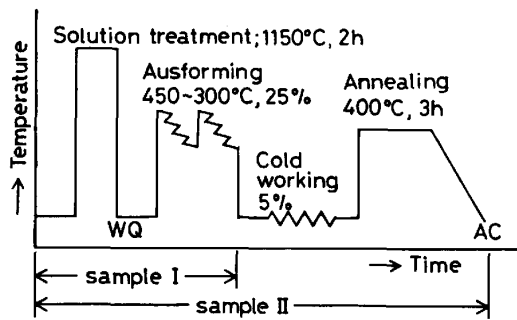 Solution treatment;1150°C, 2h
Ausforming
450~300°C, 25%
Annealing
400°C, 3h
Cold
working
5%
→ Temperature
WQ
AC
→ Time
sample I
sample II